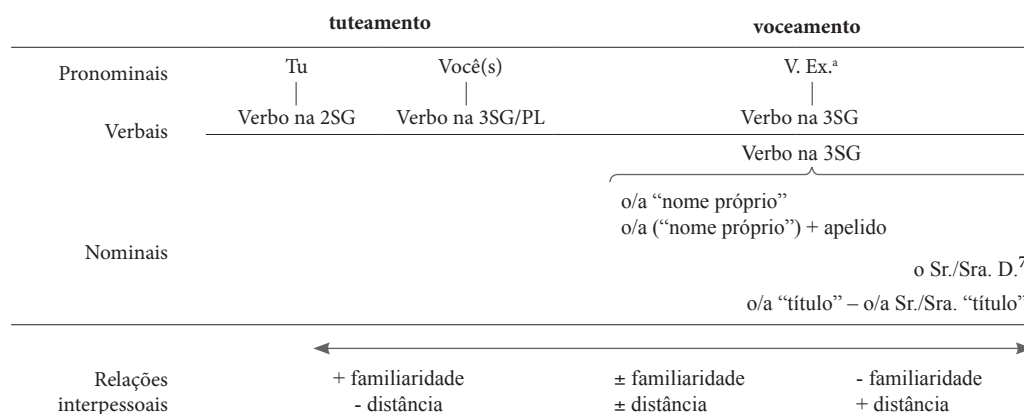 tuteamento voceamento
Pronominais Tu Você(s) V. Ex.ª
Verbais Verbo na 2SG Verbo na 3SG/PL Verbo na 3SG
Verbo na 3SG
o/a “nome próprio”
o/a (“nome próprio”) + apelido
Nominais
o Sr./Sra. D.7
o/a “título” – o/a Sr./Sra. “título”
Relações + familiaridade ± familiaridade - familiaridade
interpessoais - distância ± distância + distância